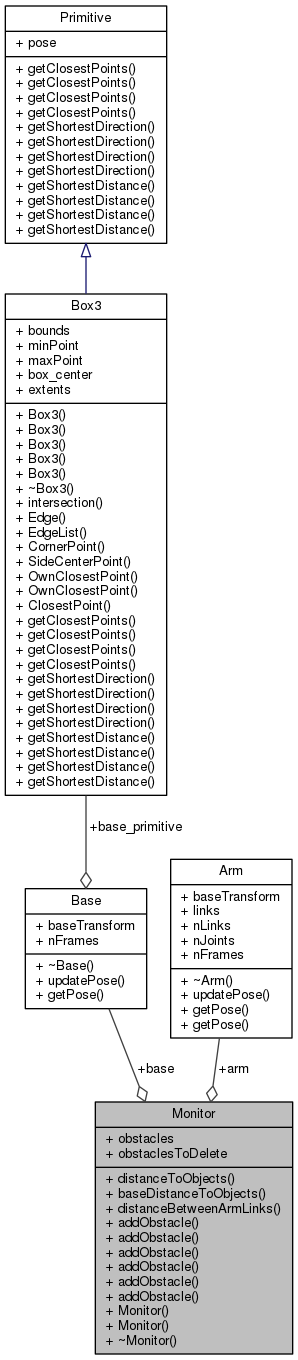 Primitive
+ pose
+ getClosestPoints()
+ getClosestPoints()
+ getClosestPoints()
+ getClosestPoints()
+ getShortestDirection()
+ getShortestDirection()
+ getShortestDirection()
+ getShortestDirection()
+ getShortestDistance()
+ getShortestDistance()
+ getShortestDistance()
+ getShortestDistance()
Box3
+ bounds
+ minPoint
+ maxPoint
+ box_center
+ extents
+ Box3()
+ Box3()
+ Box3()
+ Box3()
+ Box3()
+ ~Box3()
+ intersection()
+ Edge()
+ EdgeList()
+ CornerPoint()
+ SideCenterPoint()
+ OwnClosestPoint()
+ OwnClosestPoint()
+ ClosestPoint()
+ getClosestPoints()
+ getClosestPoints()
+ getClosestPoints()
+ getClosestPoints()
+ getShortestDirection()
+ getShortestDirection()
+ getShortestDirection()
+ getShortestDirection()
+ getShortestDistance()
+ getShortestDistance()
+ getShortestDistance()
+ getShortestDistance()
+base_primitive
Base
+ baseTransform
+ nFrames
+ ~Base()
+ updatePose()
+ getPose()
Arm
+ baseTransform
+ links
+ nLinks
+ nJoints
+ nFrames
+ ~Arm()
+ updatePose()
+ getPose()
+ getPose()
+base
+arm
Monitor
+ obstacles
+ obstaclesToDelete
+ distanceToObjects()
+ baseDistanceToObjects()
+ distanceBetweenArmLinks()
+ addObstacle()
+ addObstacle()
+ addObstacle()
+ addObstacle()
+ addObstacle()
+ addObstacle()
+ Monitor()
+ Monitor()
+ ~Monitor()